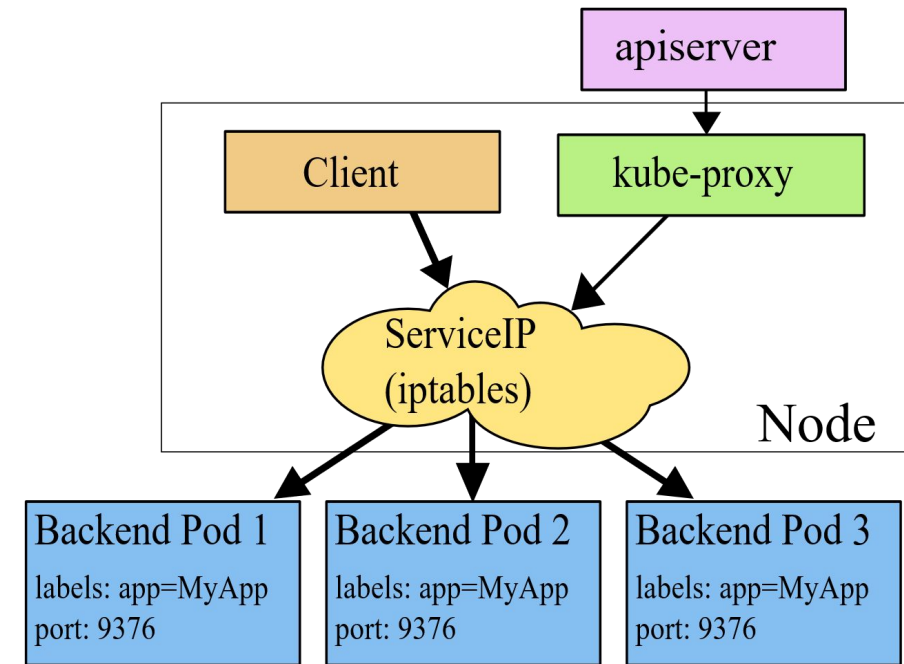 apiserver
Client
kube-proxy
ServiceIP
(iptables)
Node
Backend Pod 1
labels: app=MyApp
port: 9376
Backend Pod 2
labels: app=MyApp
port: 9376
Backend Pod 3
labels: app=MyApp
port: 9376